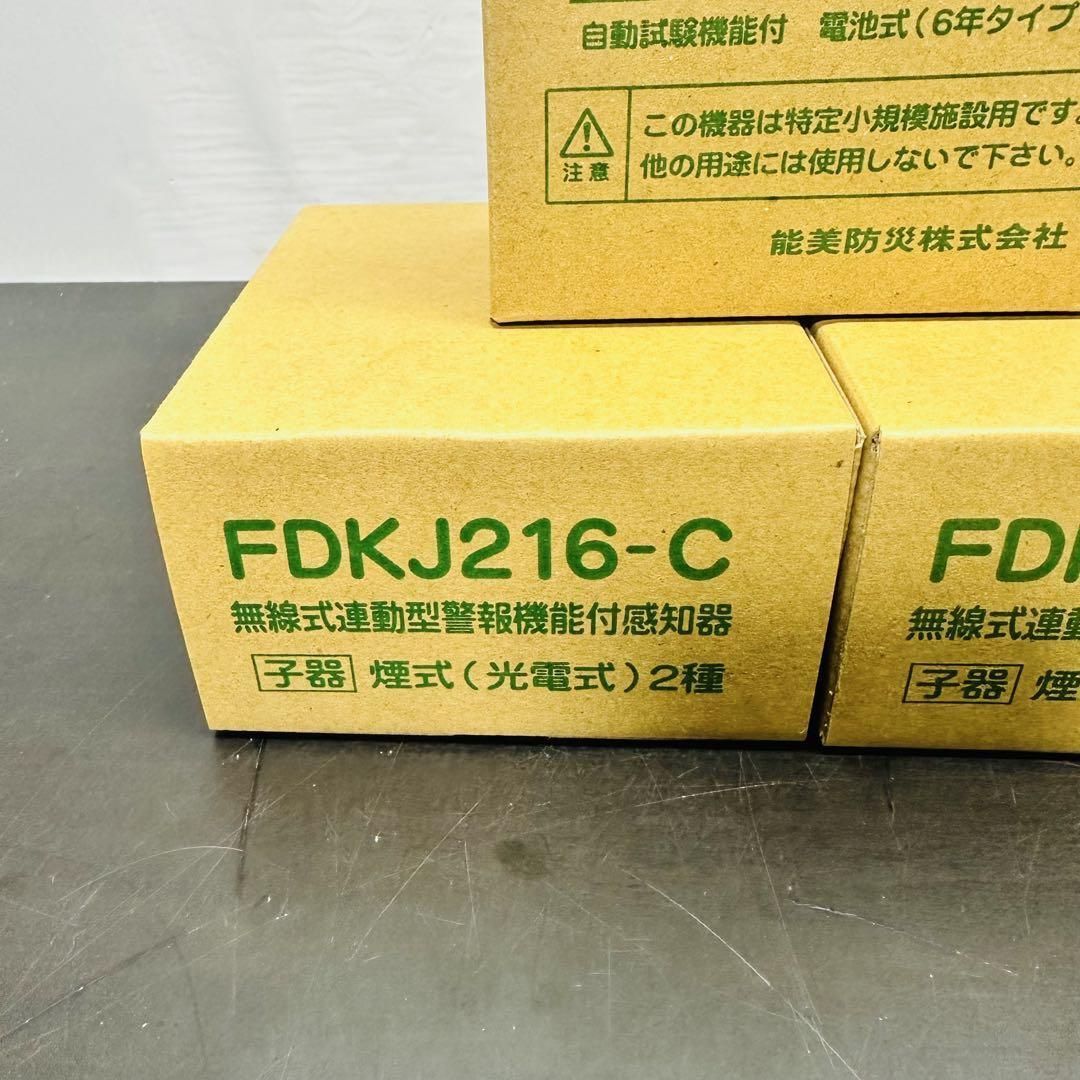 自動試験機能付 電池式(6年タイプ
注意
この機器は特定小規模施設用です。
他の用途には使用しないで下さい。
能美防災株式会社
FDKJ216-C
無線式連動型警報機能付感知器
子器 煙式(光電式)2種
FD
無線式連動
子器 煙